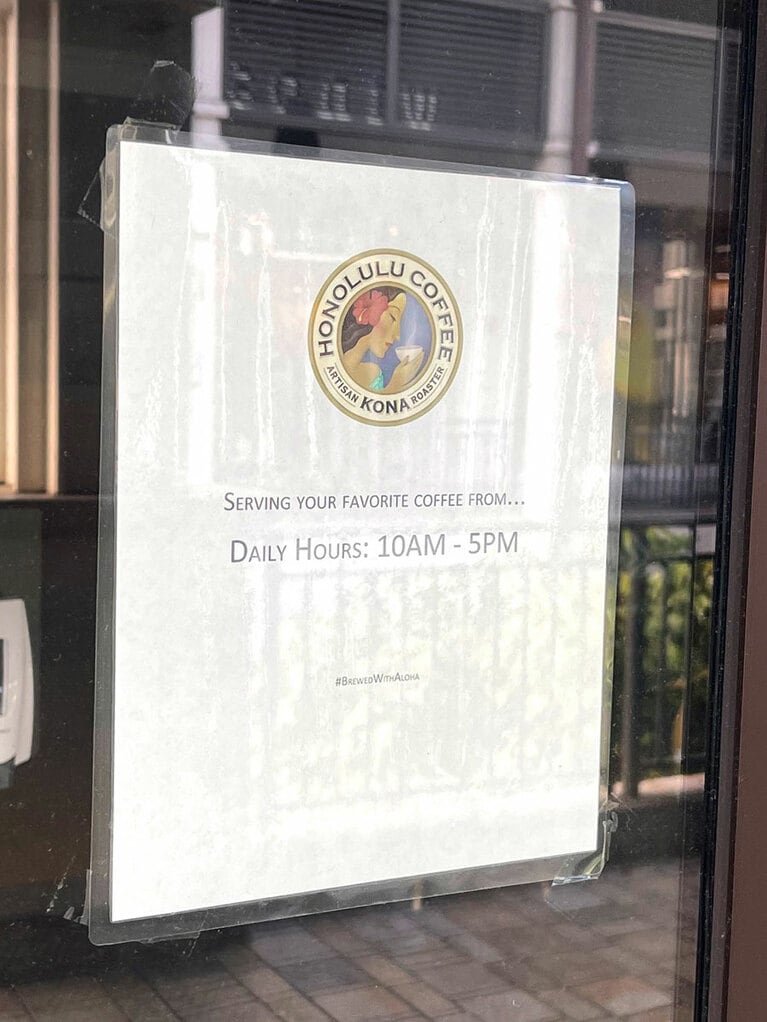 HONOLULU COFFEE
ARTISAN KONA ROASTER
SERVING YOUR FAVORITE COFFEE FROM...
DAILY HOURS: 10AM - 5PM
#BREWEDWITHALOHA